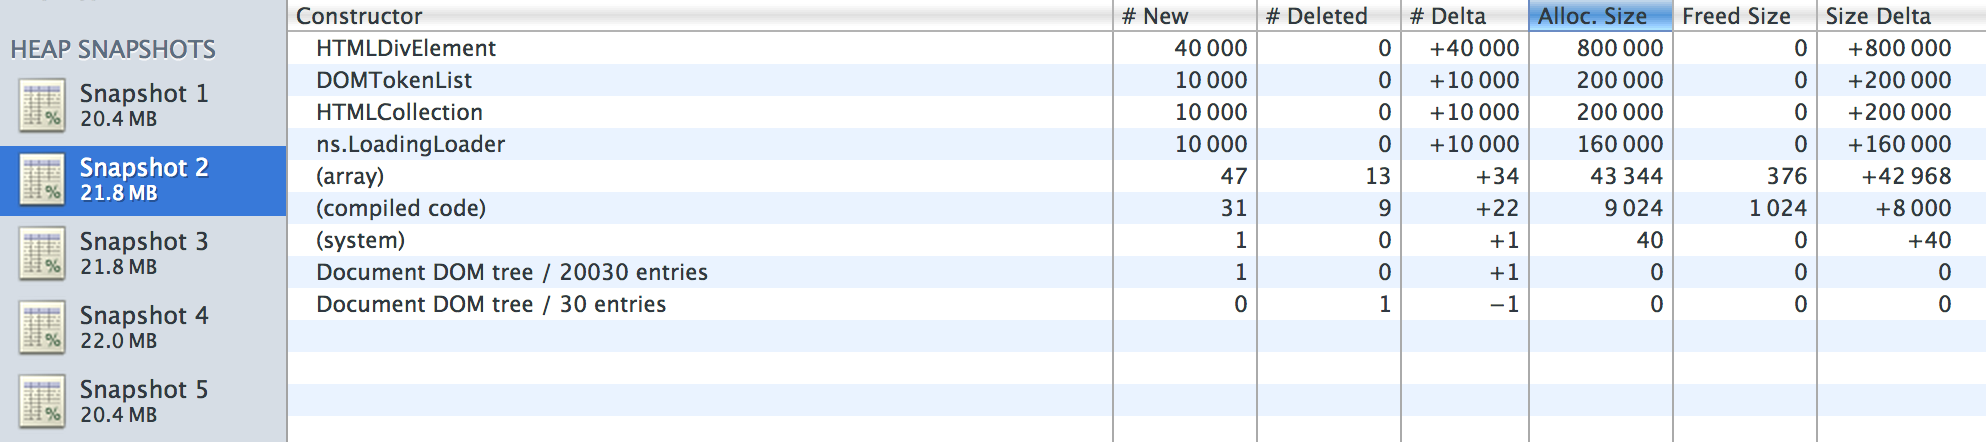 HEAP SNAPSHOTS
Snapshot 1
20.4 MB
Snapshot 2
21.8 MB
Snapshot 3
21.8 MB
Snapshot 4
22.0 MB
Snapshot 5
20.4 MB
Constructor # New # Deleted # Delta Alloc. Size Freed Size Size Delta
HTMLDivElement 40 000 0 +40 000 800 000 0 +800 000
DOMTokenList 10 000 0 +10 000 200 000 0 +200 000
HTMLCollection 10 000 0 +10 000 200 000 0 +200 000
ns.LoadingLoader 10 000 0 +10 000 160 000 0 +160 000
(array) 47 13 +34 43 344 376 +42 968
(compiled code) 31 9 +22 9 024 1 024 +8 000
(system) 1 0 +1 40 0 +40
Document DOM tree / 20030 entries 1 0 +1 0 0 0
Document DOM tree / 30 entries 0 1 −1 0 0 0